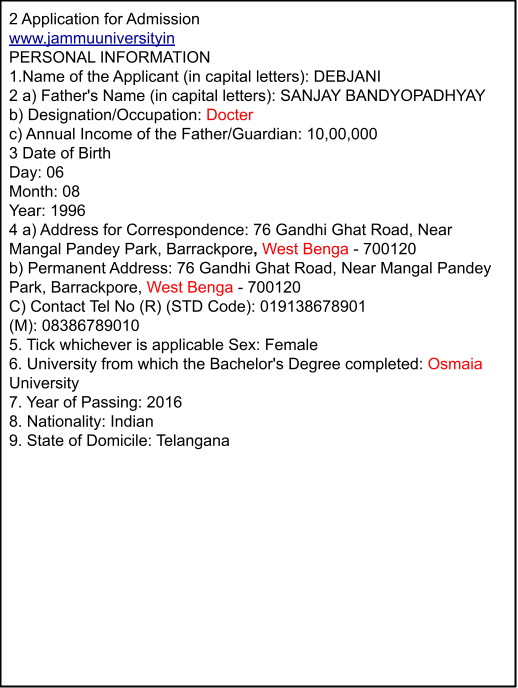 2 Application for Admission
www.jammuuniversityin
PERSONAL INFORMATION
1.Name of the Applicant (in capital letters): DEBJANI
2 a) Father's Name (in capital letters): SANJAY BANDYOPADHYAY
b) Designation/Occupation: Docter
c) Annual Income of the Father/Guardian: 10,00,000
3 Date of Birth
Day: 06
Month: 08
Year: 1996
4 a) Address for Correspondence: 76 Gandhi Ghat Road, Near
Mangal Pandey Park, Barrackpore, West Benga - 700120
b) Permanent Address: 76 Gandhi Ghat Road, Near Mangal Pandey
Park, Barrackpore, West Benga - 700120
C) Contact Tel No (R) (STD Code): 019138678901
(M): 08386789010
5. Tick whichever is applicable Sex: Female
6. University from which the Bachelor's Degree completed: Osmaia
University
7. Year of Passing: 2016
8. Nationality: Indian
9. State of Domicile: Telangana